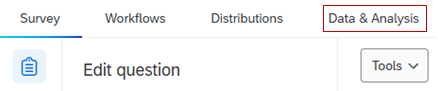 Survey Workflows Distributions Data & Analysis
Edit question Tools